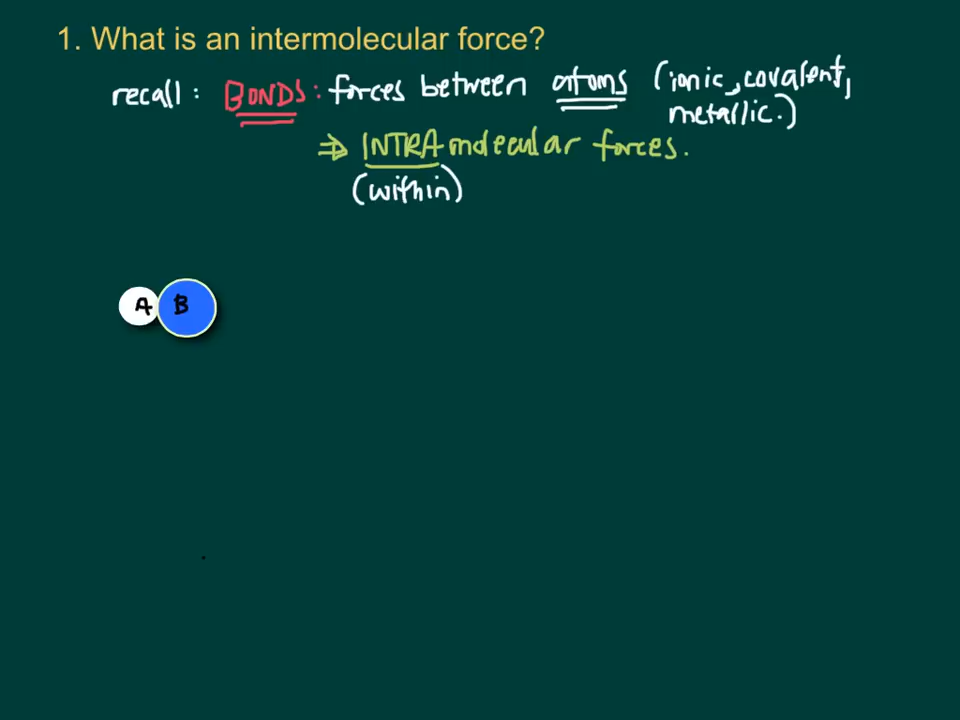 1. What is an intermolecular force?
recall: BONDS: forces between atoms (ionic, covalent,
metallic.)
⇒ INTRAmolecular forces.
(within)
A B